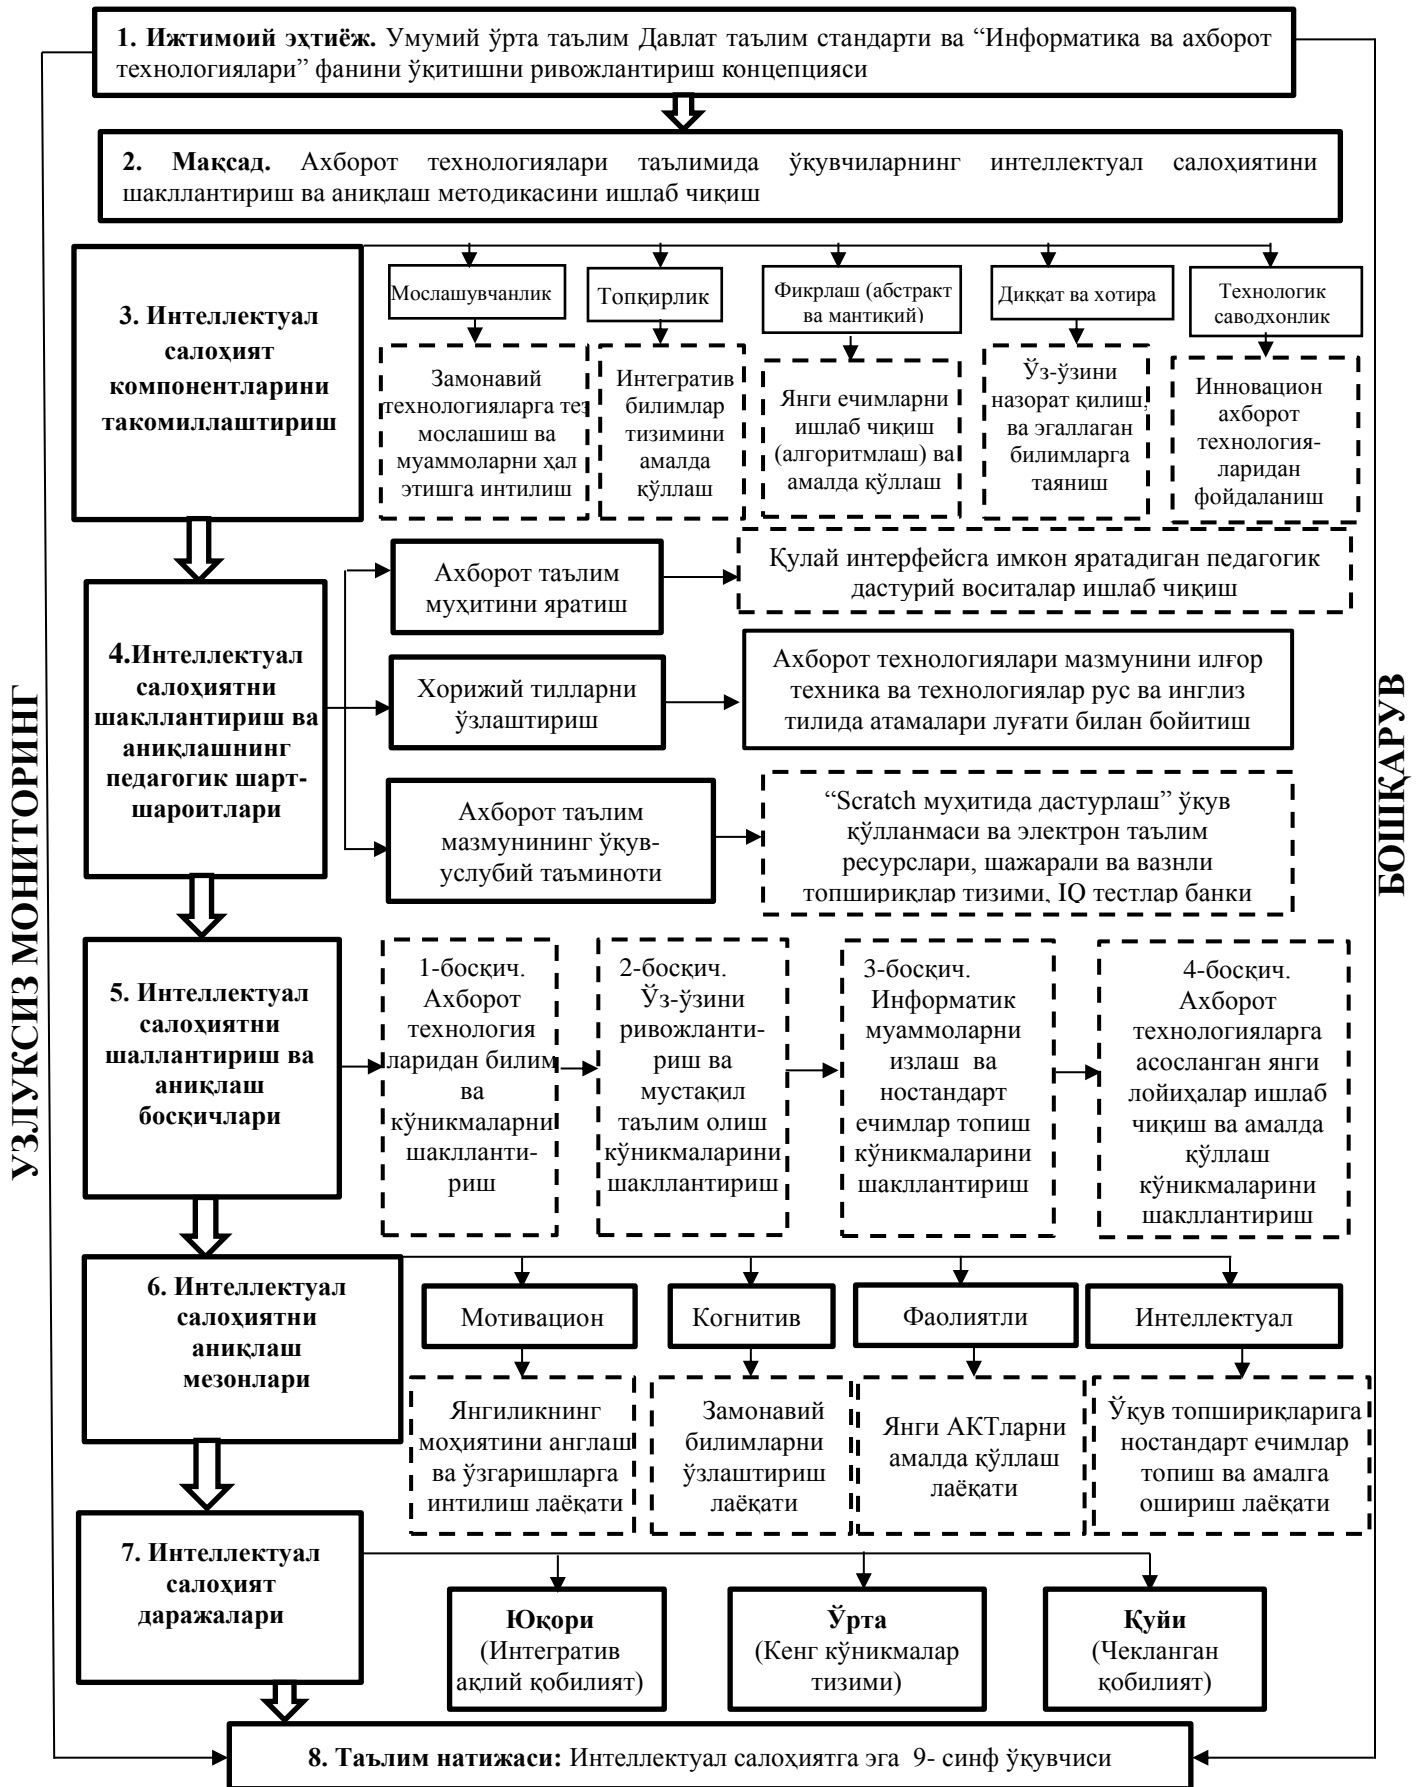 1. Ижтимоий эҳтиёж. Умумий ўрта таълим Давлат таълим стандарти ва “Информатика ва ахборот
технологиялари” фанини ўқитишни ривожлантириш концепцияси
2. Мақсад. Ахборот технологиялари таълимида ўқувчиларнинг интеллектуал салоҳиятини
шакллантириш ва аниқлаш методикасини ишлаб чиқиш
3. Интеллектуал
салоҳият
компонентларини
такомиллаштириш
Мослашувчанлик
Топқирлик
Фикрлаш (абстракт
ва мантиқий)
Диққат ва хотира
Технологик
саводхонлик
Замонавий
технологияларга тез
мослашиш ва
муаммоларни ҳал
этишга интилиш
Интегратив
билимлар
тизимини
амалда
қўллаш
Янги ечимларни
ишлаб чиқиш
(алгоритмлаш) ва
амалда қўллаш
Ўз-ўзини
назорат қилиш,
ва эгаллаган
билимларга
таяниш
Инновацион
ахборот
технология-
ларидан
фойдаланиш
4.Интеллектуал
салоҳиятни
шакллантириш ва
аниқлашнинг
педагогик шарт-
шароитлари
Ахборот таълим
муҳитини яратиш
Қулай интерфейсга имкон яратадиган педагогик
дастурий воситалар ишлаб чиқиш
Хорижий тилларни
ўзлаштириш
Ахборот технологиялари мазмунини илғор
техника ва технологиялар рус ва инглиз
тилида атамалари луғати билан бойитиш
Ахборот таълим
мазмунининг ўқув-
услубий таъминоти
“Scratch муҳитида дастурлаш” ўқув
қўлланмаси ва электрон таълим
ресурслари, шажарали ва вазнли
топшириқлар тизими, IQ тестлар банки
5. Интеллектуал
салоҳиятни
шаллантириш ва
аниқлаш
босқичлари
1-босқич.
Ахборот
технология
ларидан билим
ва
кўникмаларни
шакллanти-
риш
2-босқич.
Ўз-ўзини
ривожланти-
риш ва
мустақил
таълим олиш
кўникмаларини
шакллантириш
3-босқич.
Информатик
муаммоларни
излаш ва
ностандарт
ечимлар топиш
кўникмаларини
шакллантириш
4-босқич.
Ахборот
технологияларга
асосланган янги
лойиҳалар ишлаб
чиқиш ва амалда
қўллаш
кўникмаларини
шакллантириш
6. Интеллектуал
салоҳиятни
аниқлаш
мезонлари
Мотивацион
Когнитив
Фаолиятли
Интеллектуал
Янгиликнинг
моҳиятини англаш
ва ўзгаришларга
интилиш лаёқати
Замонавий
билимларни
ўзлаштириш
лаёқати
Янги АКТларни
амалда қўллаш
лаёқати
Ўқув топшириқларига
ностандарт ечимлар
топиш ва амалга
ошириш лаёқати
7. Интеллектуал
салоҳият
даражалари
Юқори
(Интегратив
ақлий қобилият)
Ўрта
(Кенг кўникмалар
тизими)
Қуйи
(Чекланган
қобилият)
8. Таълим натижаси: Интеллектуал салоҳиятга эга 9- синф ўқувчиси
УЗЛУКСИЗ МОНИТОРИНГ
БОШҚАРУВ